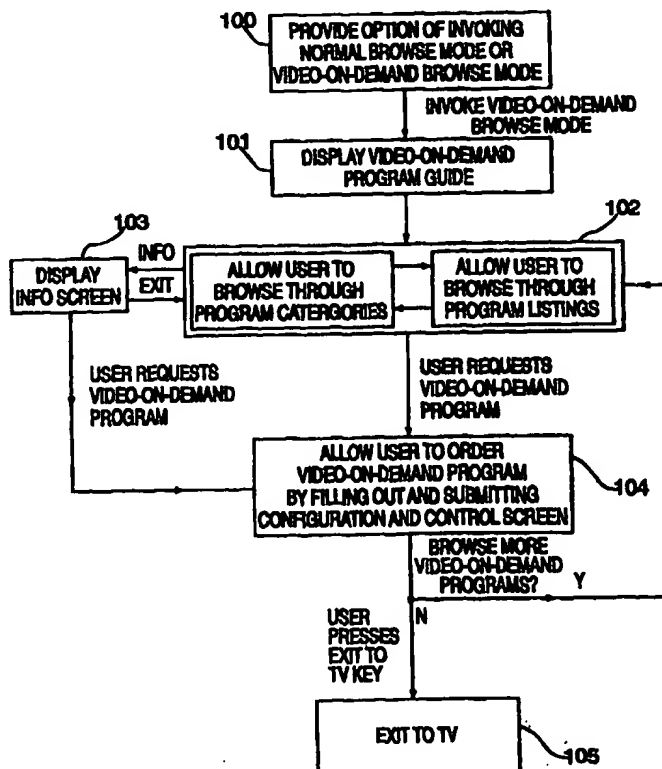 100
PROVIDE OPTION OF INVOKING
NORMAL BROWSE MODE OR
VIDEO-ON-DEMAND BROWSE MODE
INVOKE VIDEO-ON-DEMAND
BROWSE MODE
101
DISPLAY VIDEO-ON-DEMAND
PROGRAM GUIDE
103
DISPLAY
INFO SCREEN
INFO
EXIT
102
ALLOW USER TO
BROWSE THROUGH
PROGRAM CATERGORIES
ALLOW USER TO
BROWSE THROUGH
PROGRAM LISTINGS
USER REQUESTS
VIDEO-ON-DEMAND
PROGRAM
USER REQUESTS
VIDEO-ON-DEMAND
PROGRAM
ALLOW USER TO ORDER
VIDEO-ON-DEMAND PROGRAM
BY FILLING OUT AND SUBMITTING
CONFIGURATION AND CONTROL SCREEN
104
BROWSE MORE
VIDEO-ON-DEMAND
PROGRAMS?
Y
N
USER
PRESSES
EXIT TO
TV KEY
EXIT TO TV
105